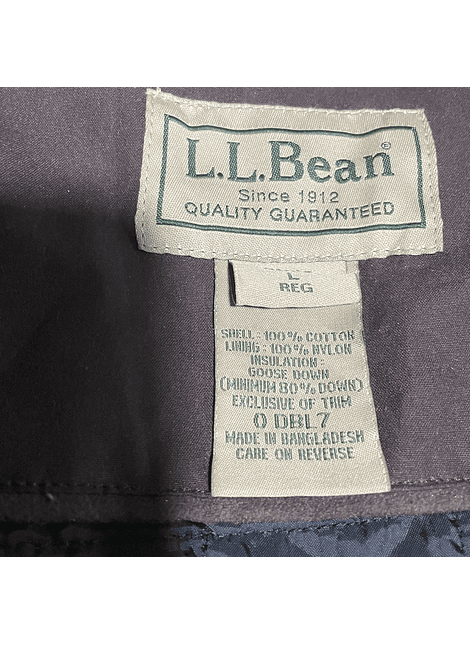 L.L.Bean®
Since 1912
QUALITY GUARANTEED
L
REG
SHELL: 100% COTTON
LINING: 100% NYLON
INSULATION:
GOOSE DOWN
(MINIMUM 80% DOWN)
EXCLUSIVE OF TRIM
0 DBL7
MADE IN BANGLADESH
CARE ON REVERSE